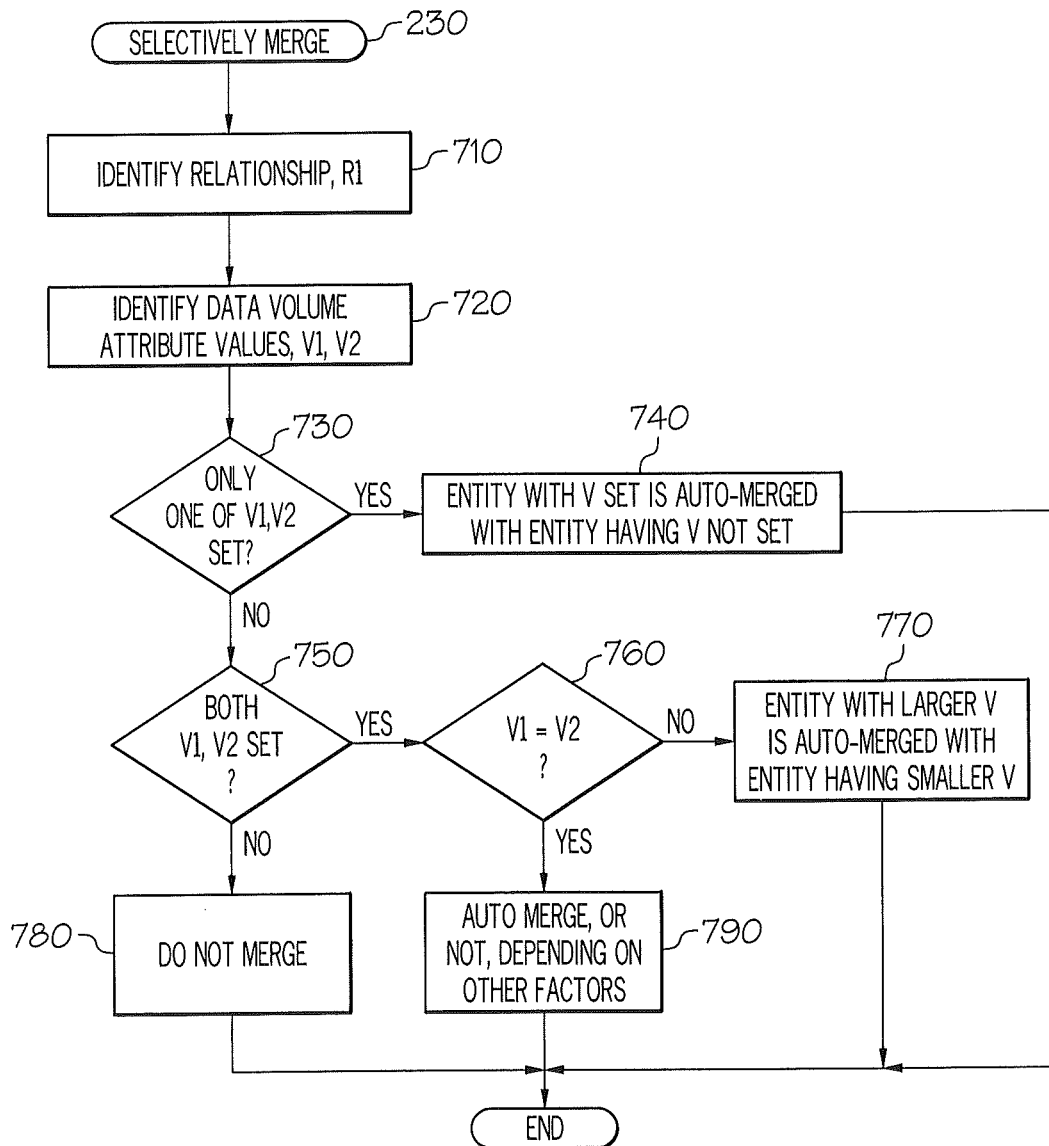 SELECTIVELY MERGE
230
IDENTIFY RELATIONSHIP, R1
710
IDENTIFY DATA VOLUME
ATTRIBUTE VALUES, V1, V2
720
730
ONLY
ONE OF V1,V2
SET?
YES
740
ENTITY WITH V SET IS AUTO-MERGED
WITH ENTITY HAVING V NOT SET
NO
750
BOTH
V1, V2 SET
?
YES
760
V1 = V2
?
NO
770
ENTITY WITH LARGER V
IS AUTO-MERGED WITH
ENTITY HAVING SMALLER V
NO
YES
780
DO NOT MERGE
AUTO MERGE, OR
NOT, DEPENDING ON
OTHER FACTORS
790
END